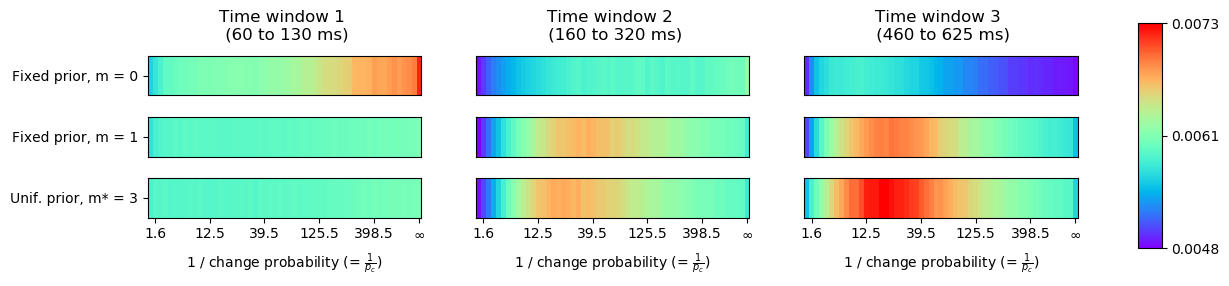 Time window 1
(60 to 130 ms)
Time window 2
(160 to 320 ms)
Time window 3
(460 to 625 ms)
0.0073
Fixed prior, m = 0
Fixed prior, m = 1
0.0061
Unif. prior, m* = 3
1.6 12.5 39.5 125.5 398.5 ∞
1.6 12.5 39.5 125.5 398.5 ∞
1.6 12.5 39.5 125.5 398.5 ∞
0.0048
1 / change probability (= 1/p_c)
1 / change probability (= 1/p_c)
1 / change probability (= 1/p_c)